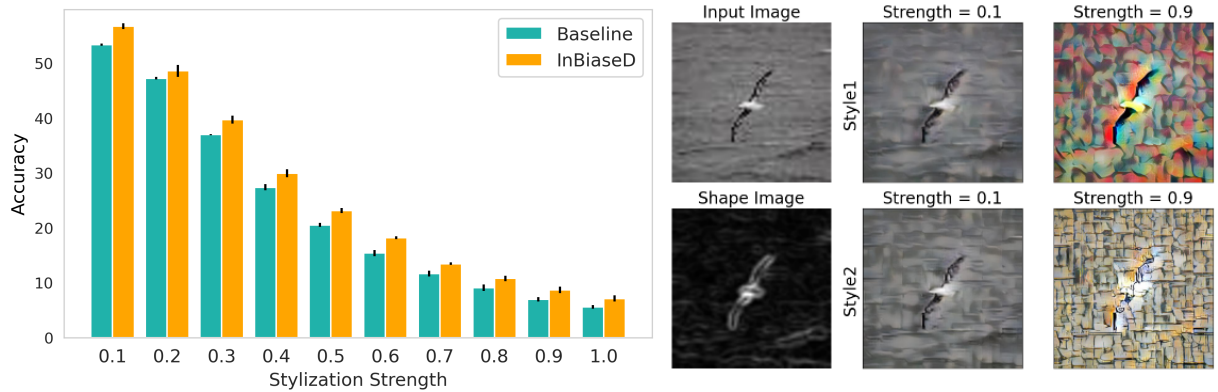 Accuracy
50
40
30
20
10
0
0.1 0.2 0.3 0.4 0.5 0.6 0.7 0.8 0.9 1.0
Stylization Strength
Baseline
InBiaseD
Input Image
Strength = 0.1
Strength = 0.9
Style1
Shape Image
Strength = 0.1
Strength = 0.9
Style2